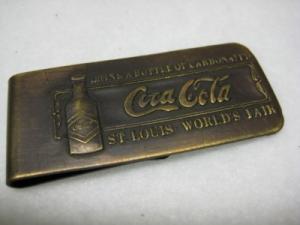 DRINK A BOTTLE OF CARBONATED
Coca-Cola
ST LOUIS WORLD'S FAIR